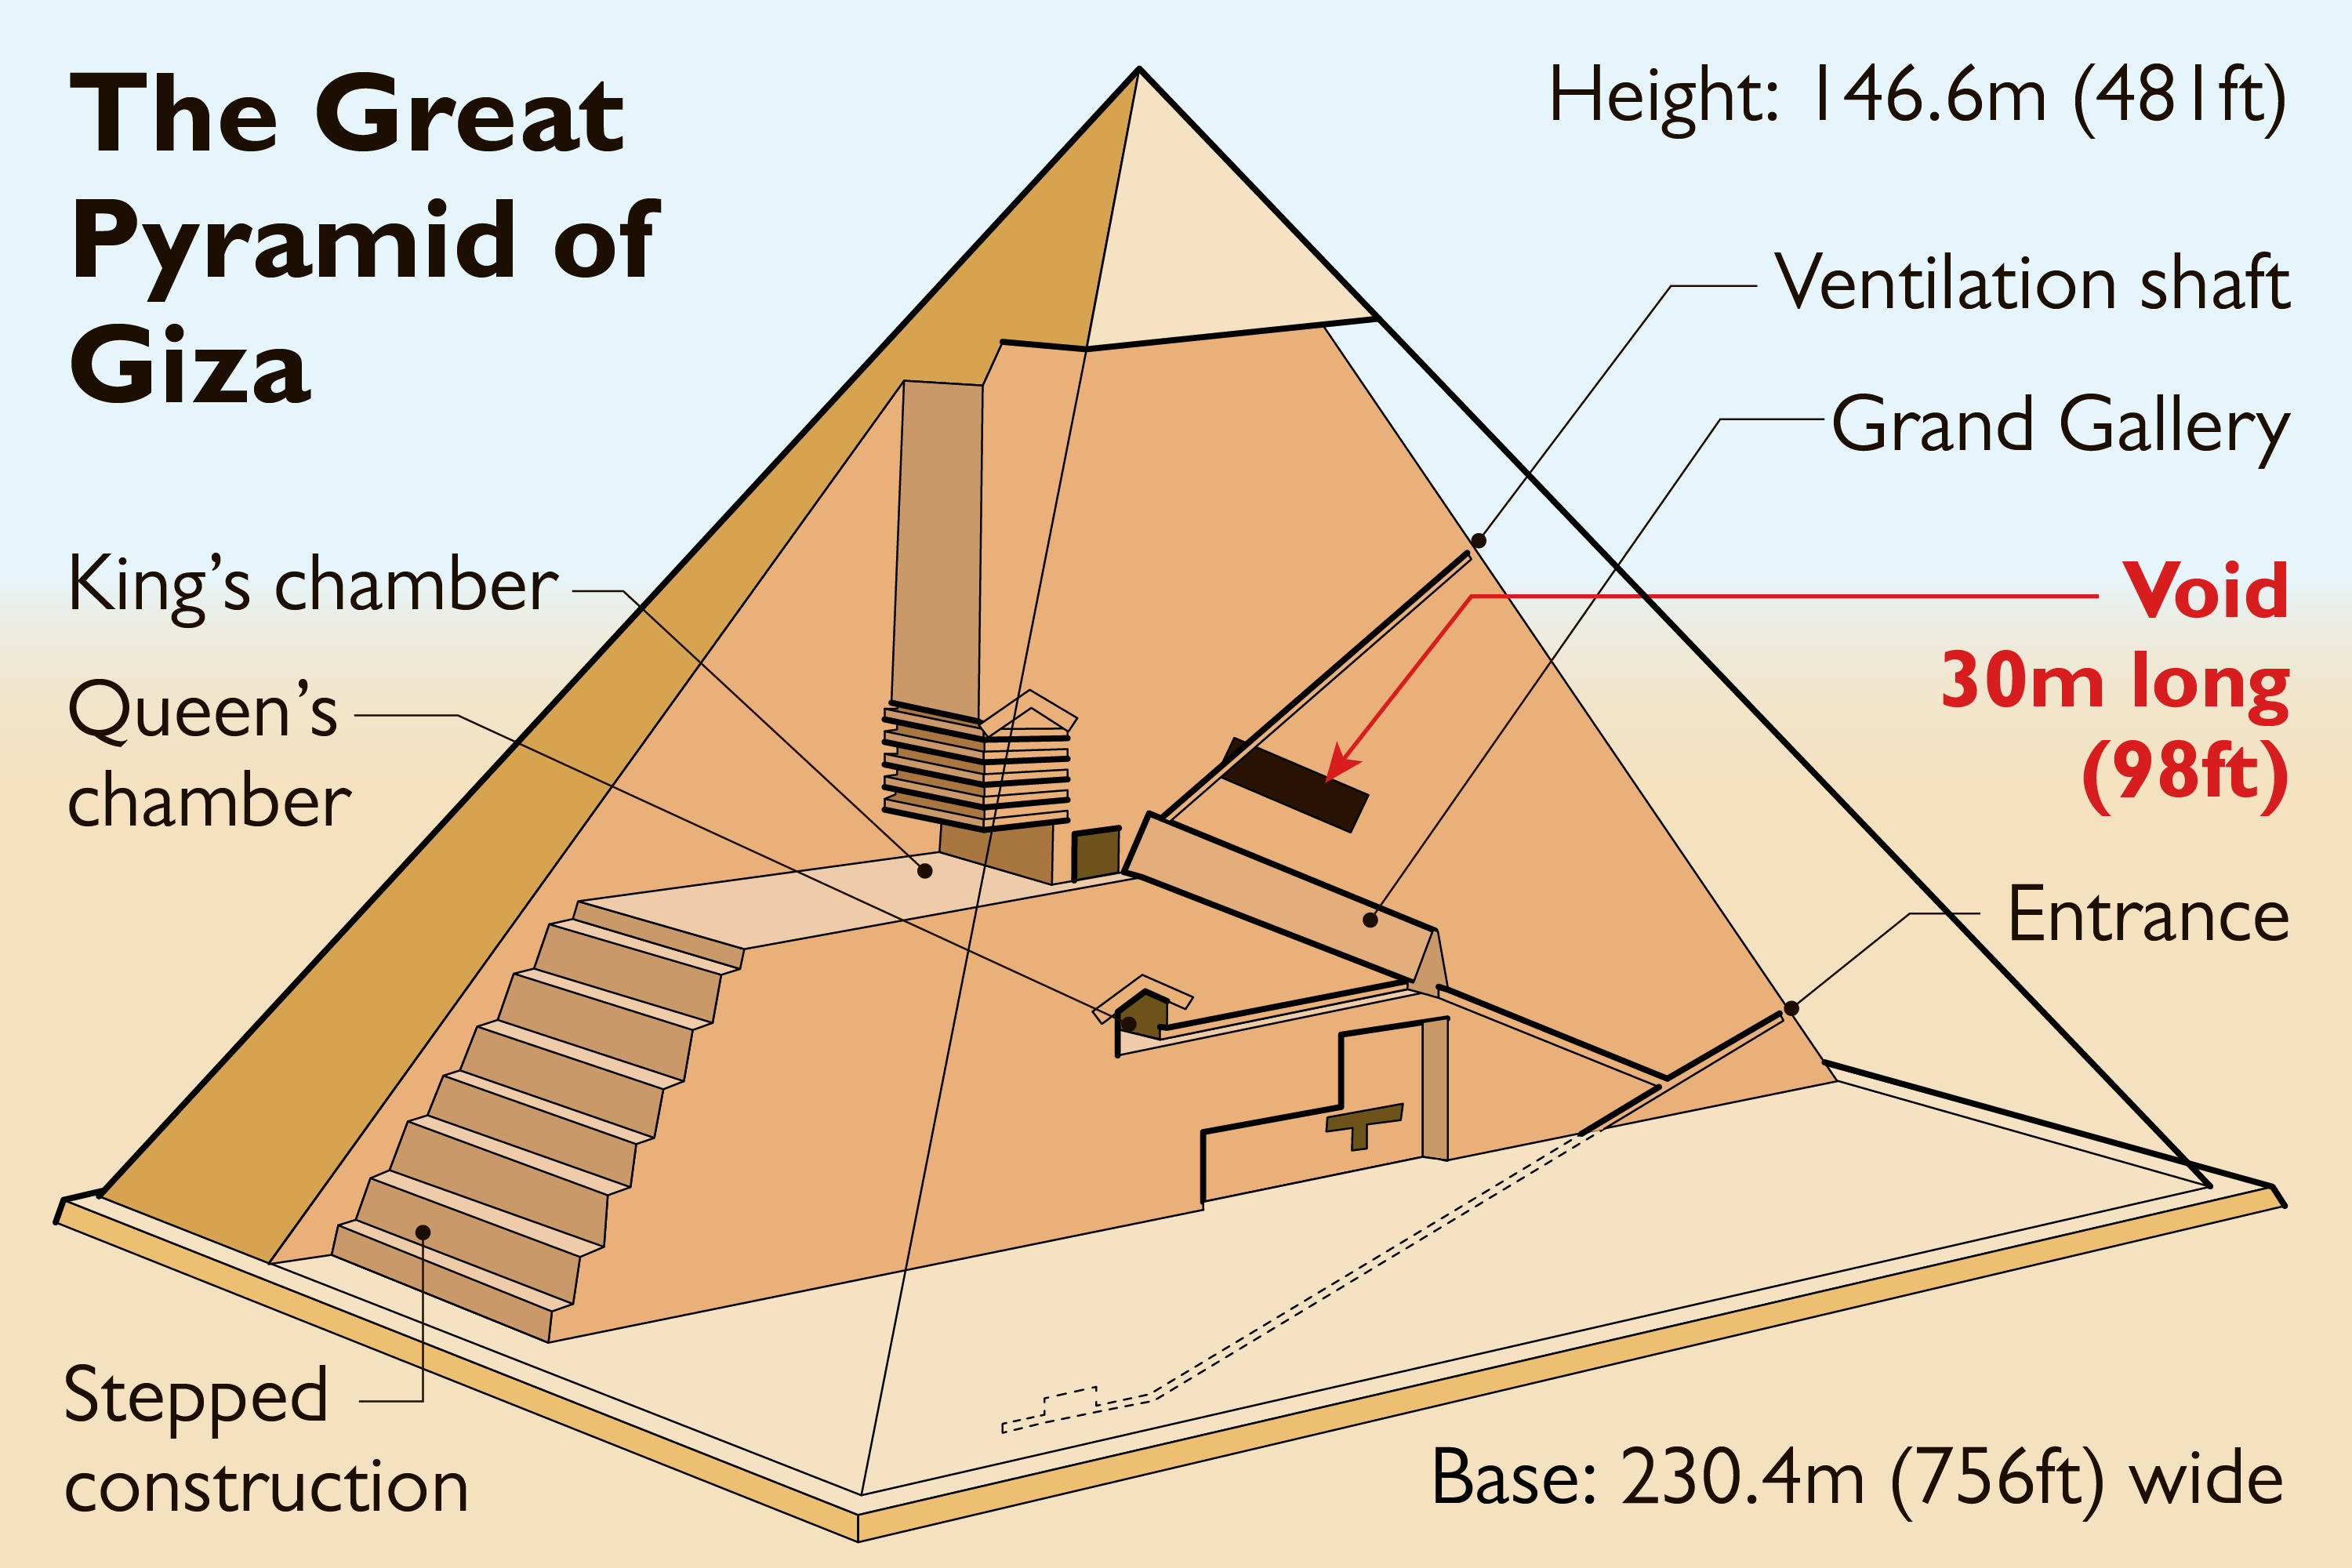 The Great
Pyramid of
Giza
Height: 146.6m (481ft)
Ventilation shaft
Grand Gallery
King’s chamber
Void
30m long
(98ft)
Queen’s
chamber
Entrance
Stepped
construction
Base: 230.4m (756ft) wide